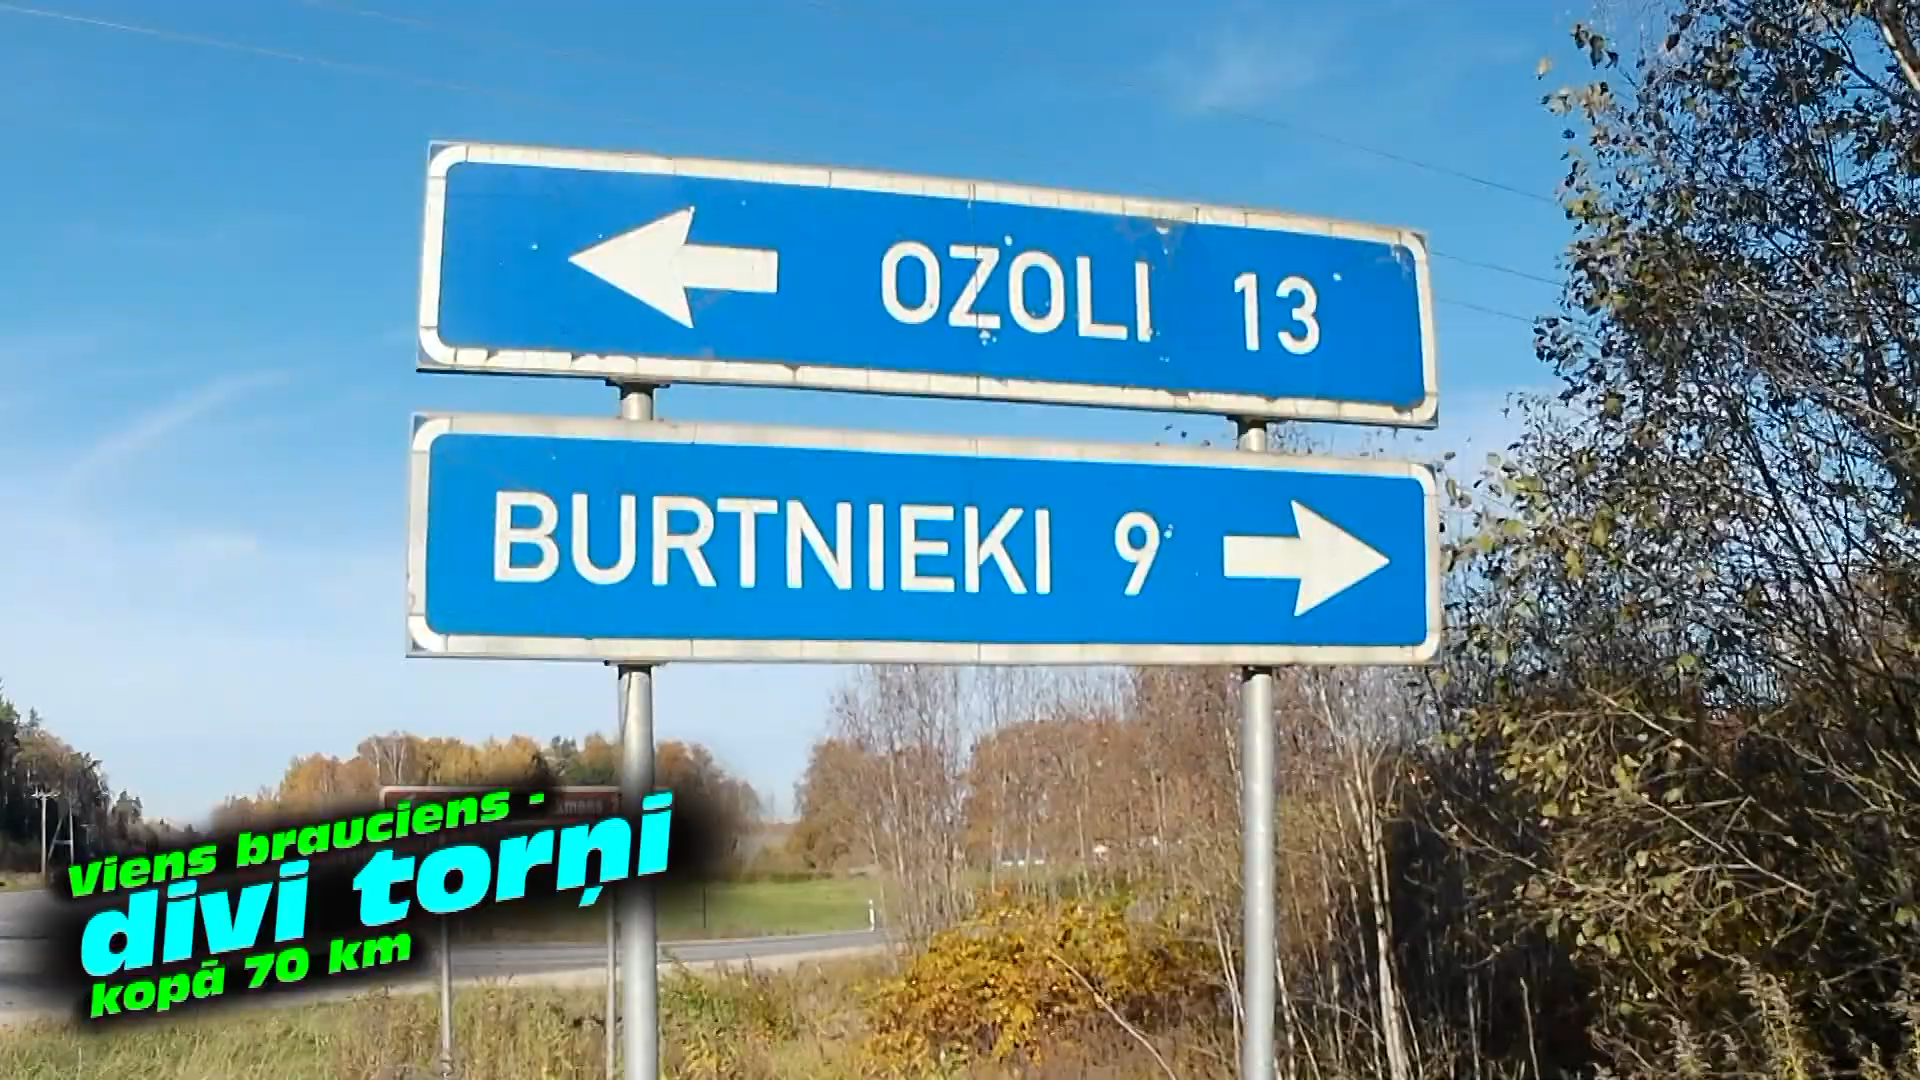 OZOLI 13
BURTNIEKI 9
Viens brauciens -
divi torņi
kopā 70 km